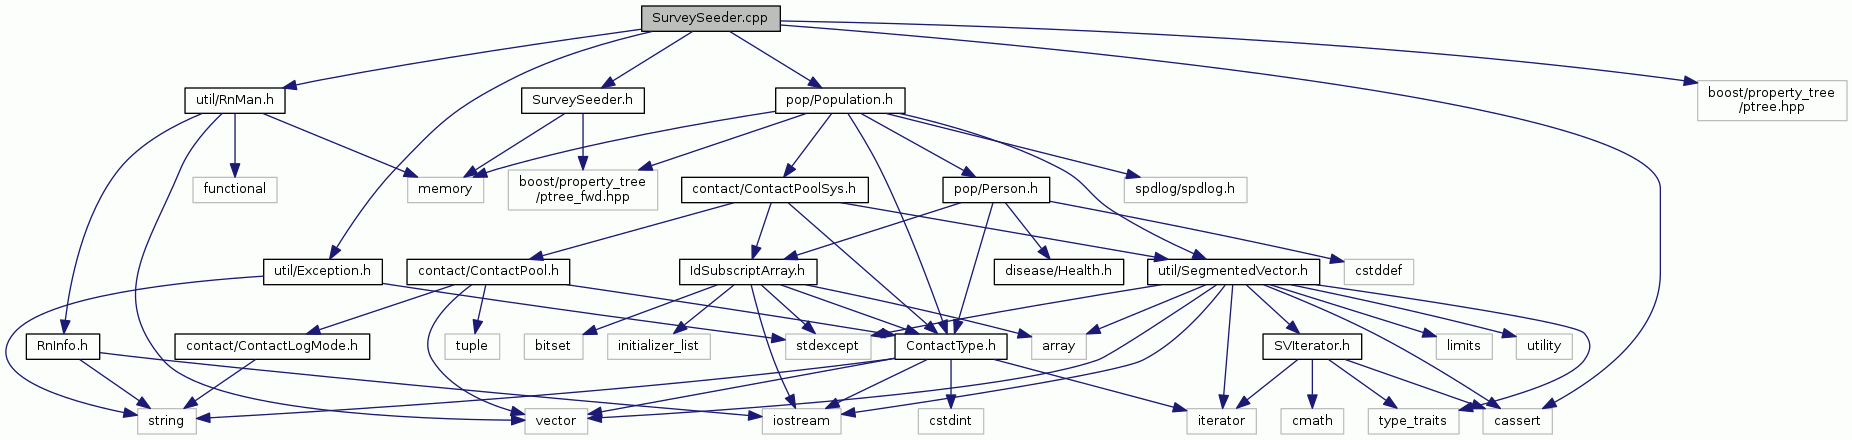 SurveySeeder.cpp
util/RnMan.h
SurveySeeder.h
pop/Population.h
boost/property_tree
/ptree.hpp
functional
memory
boost/property_tree
/ptree_fwd.hpp
contact/ContactPoolSys.h
pop/Person.h
spdlog/spdlog.h
util/Exception.h
contact/ContactPool.h
IdSubscriptArray.h
disease/Health.h
util/SegmentedVector.h
cstddef
RnInfo.h
contact/ContactLogMode.h
tuple
bitset
initializer_list
stdexcept
ContactType.h
array
SVIterator.h
limits
utility
string
vector
iostream
cstdint
iterator
cmath
type_traits
cassert